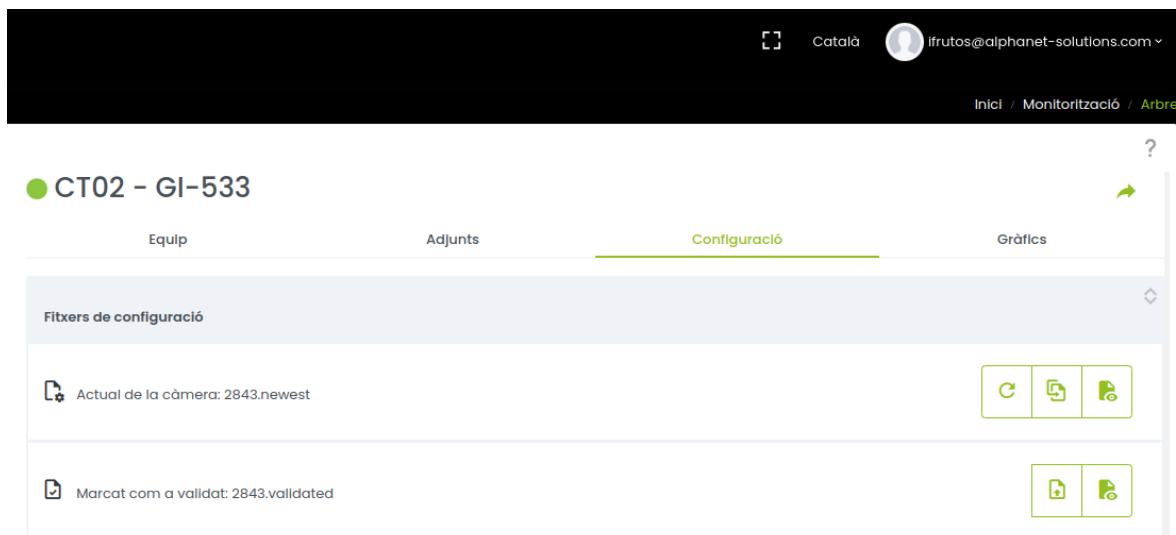 Català ifrutos@alphanet-solutions.com
Inici / Monitorització / Arbre
?
CT02 - GI-533
Equip Adjunts Configuració Gràfics
Fitxers de configuració
Actual de la càmera: 2843.newest
Marcat com a validat: 2843.validated